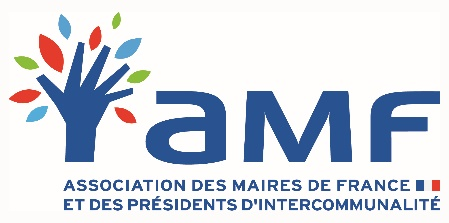 aMF
ASSOCIATION DES MAIRES DE FRANCE
ET DES PRÉSIDENTS D'INTERCOMMUNALITÉ